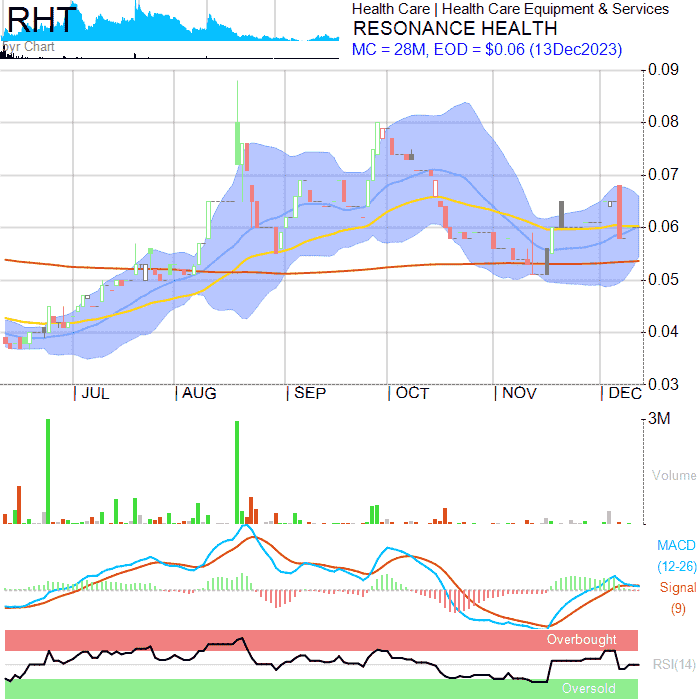 RHT
5yr Chart
Health Care | Health Care Equipment & Services
RESONANCE HEALTH
MC = 28M, EOD = $0.06 (13Dec2023)
0.09
0.08
0.07
0.06
0.05
0.04
0.03
JUL AUG SEP OCT NOV DEC
3M
Volume
MACD
(12-26)
Signal
(9)
Overbought
RSI(14)
Oversold